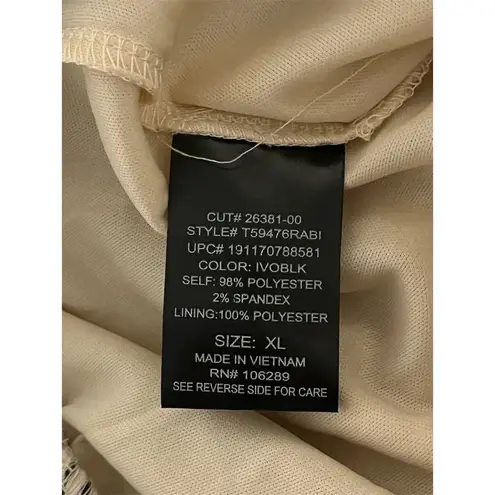 CUT# 26381-00
STYLE# T59476RABI
UPC# 191170788581
COLOR: IVOBLK
SELF: 98% POLYESTER
2% SPANDEX
LINING:100% POLYESTER
SIZE: XL
MADE IN VIETNAM
RN# 106289
SEE REVERSE SIDE FOR CARE